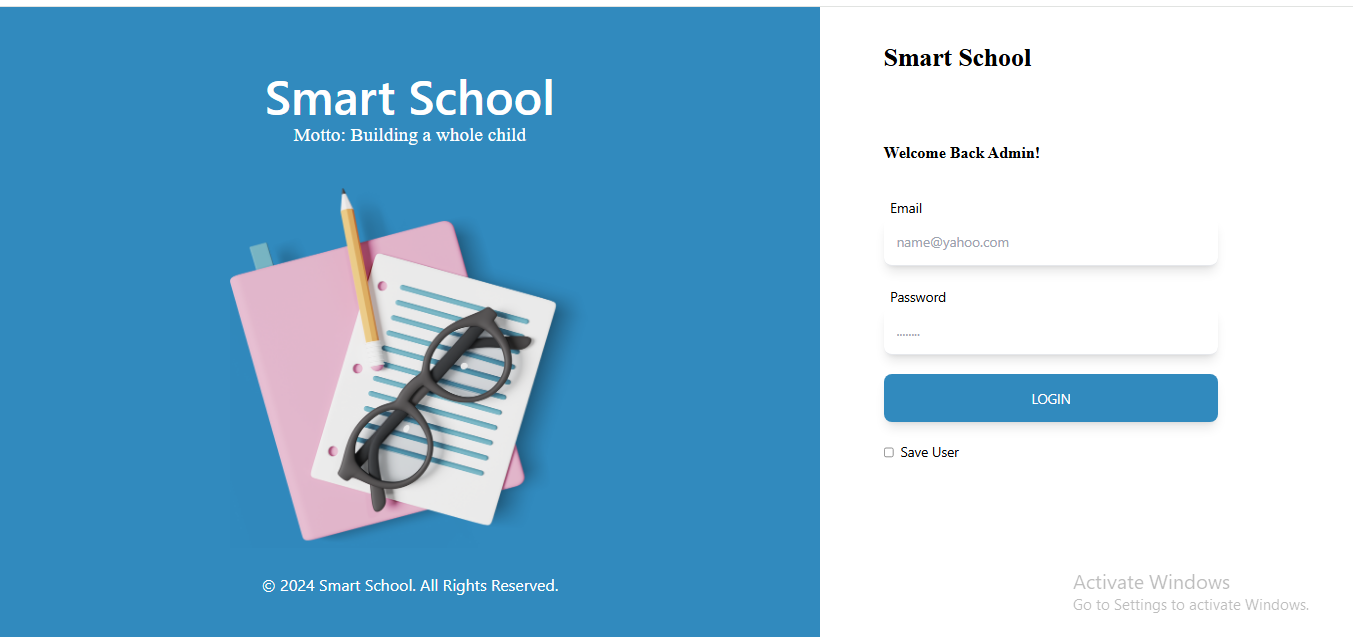 Smart School
Motto: Building a whole child
© 2024 Smart School. All Rights Reserved.
Smart School
Welcome Back Admin!
Email
name@yahoo.com
Password
........
LOGIN
Save User
Activate Windows
Go to Settings to activate Windows.